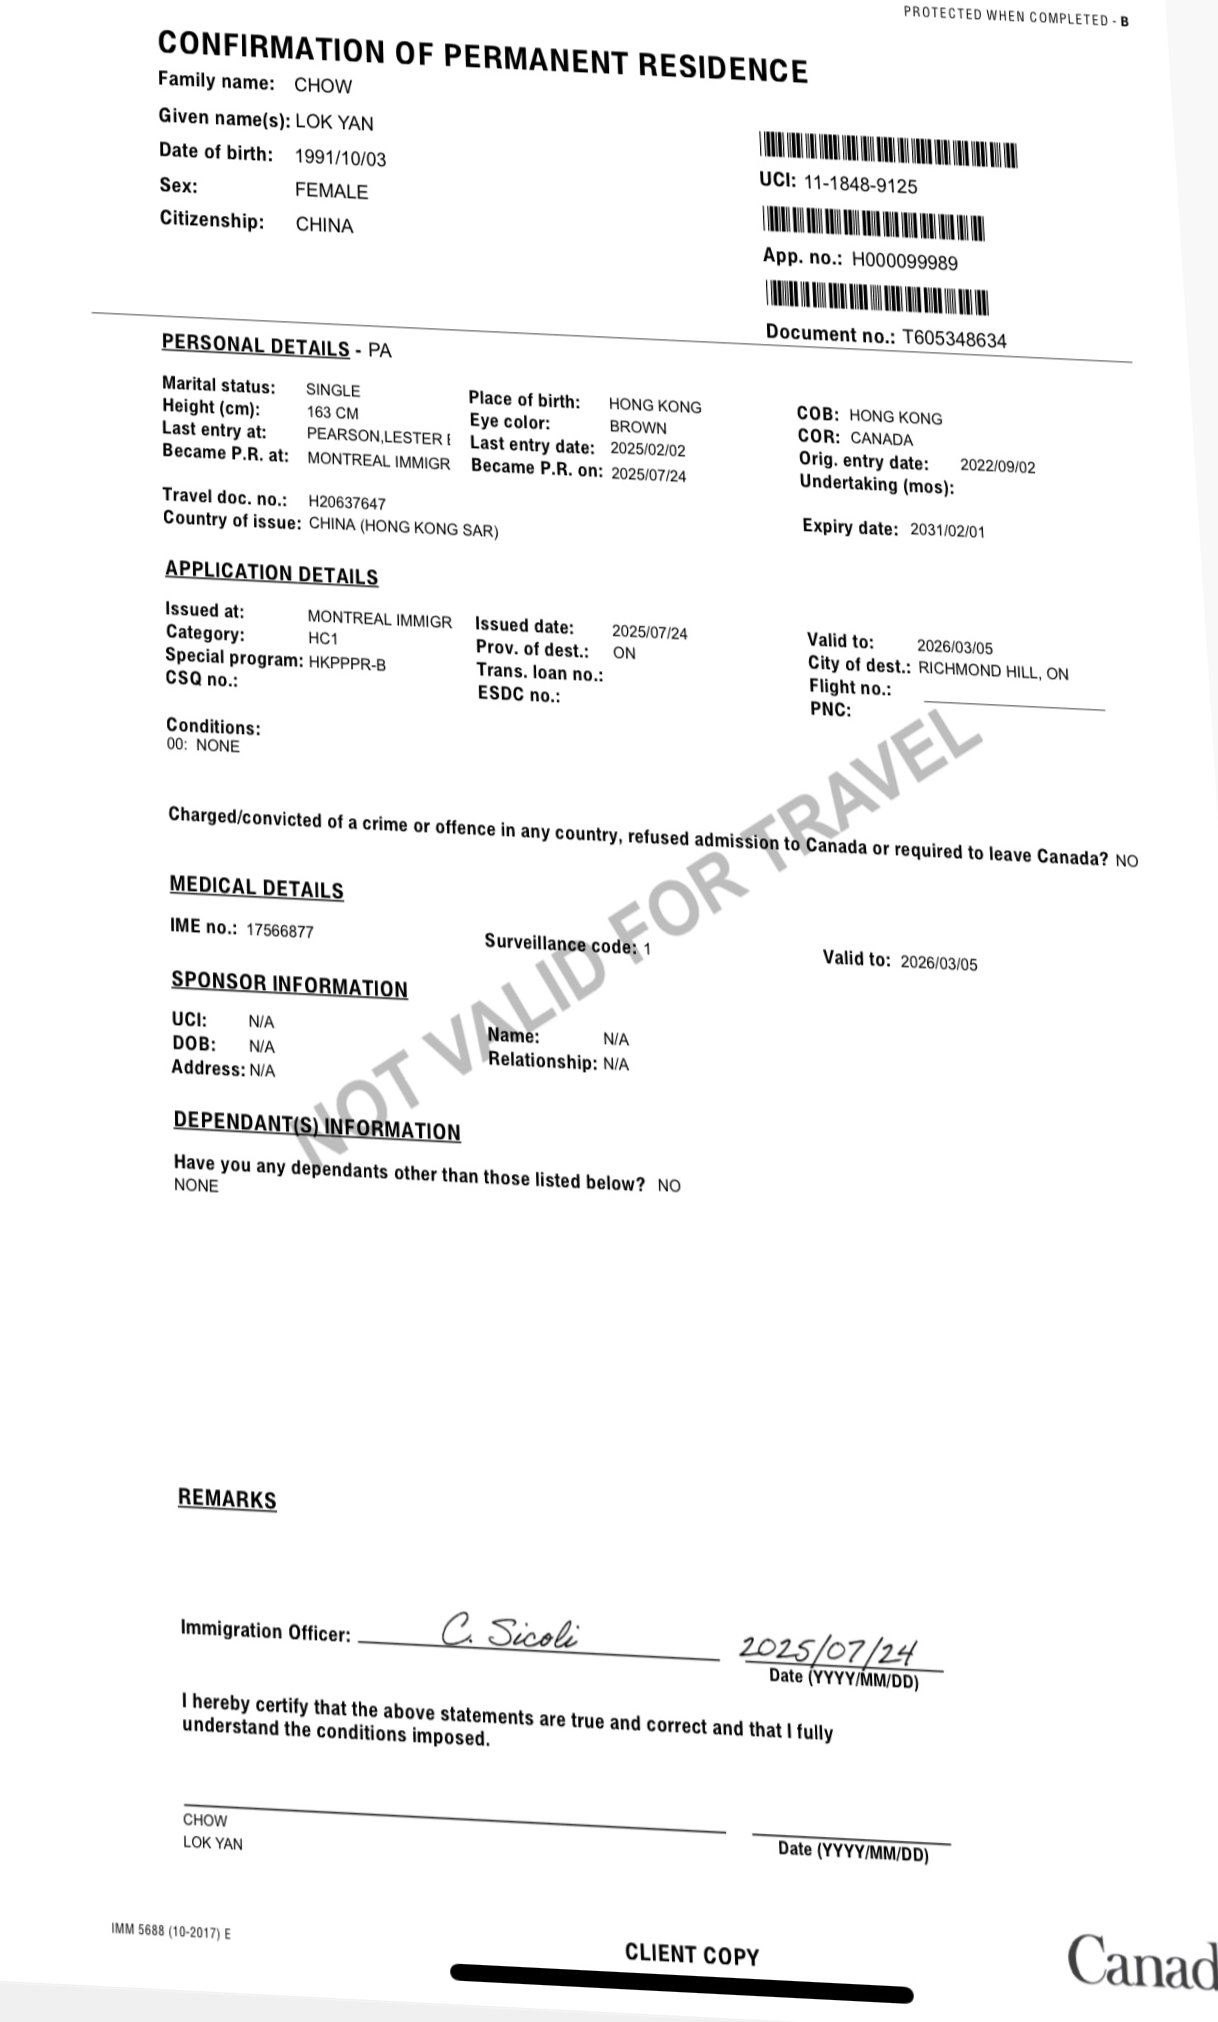 PROTECTED WHEN COMPLETED - B
CONFIRMATION OF PERMANENT RESIDENCE
Family name: CHOW
Given name(s): LOK YAN
Date of birth: 1991/10/03
Sex: FEMALE
Citizenship: CHINA
UCI: 11-1848-9125
App. no.: H000099989
Document no.: T605348634
PERSONAL DETAILS - PA
Marital status: SINGLE Place of birth: HONG KONG COB: HONG KONG
Height (cm): 163 CM Eye color: BROWN COR: CANADA
Last entry at: PEARSON,LESTER Last entry date: 2025/02/02 Orig. entry date: 2022/09/02
Became P.R. at: MONTREAL IMMIGR Became P.R. on: 2025/07/24 Undertaking (mos):
Travel doc. no.: H20637647
Country of issue: CHINA (HONG KONG SAR) Expiry date: 2031/02/01
APPLICATION DETAILS
Issued at: MONTREAL IMMIGR Issued date: 2025/07/24 Valid to: 2026/03/05
Category: HC1 Prov. of dest.: ON City of dest.: RICHMOND HILL, ON
Special program: HKPPPR-B Trans. loan no.: Flight no.:
CSQ no.: ESDC no.: PNC:
Conditions:
00: NONE
NOT VALID FOR TRAVEL
Charged/convicted of a crime or offence in any country, refused admission to Canada or required to leave Canada? NO
MEDICAL DETAILS
IME no.: 17566877 Surveillance code: 1 Valid to: 2026/03/05
SPONSOR INFORMATION
UCI: N/A Name: N/A
DOB: N/A Relationship: N/A
Address: N/A
DEPENDANT(S) INFORMATION
Have you any dependants other than those listed below? NO
NONE
REMARKS
Immigration Officer: C. Sicoli 2025/07/24
Date (YYYY/MM/DD)
I hereby certify that the above statements are true and correct and that I fully
understand the conditions imposed.
CHOW
LOK YAN
Date (YYYY/MM/DD)
IMM 5688 (10-2017) E
CLIENT COPY
Canad